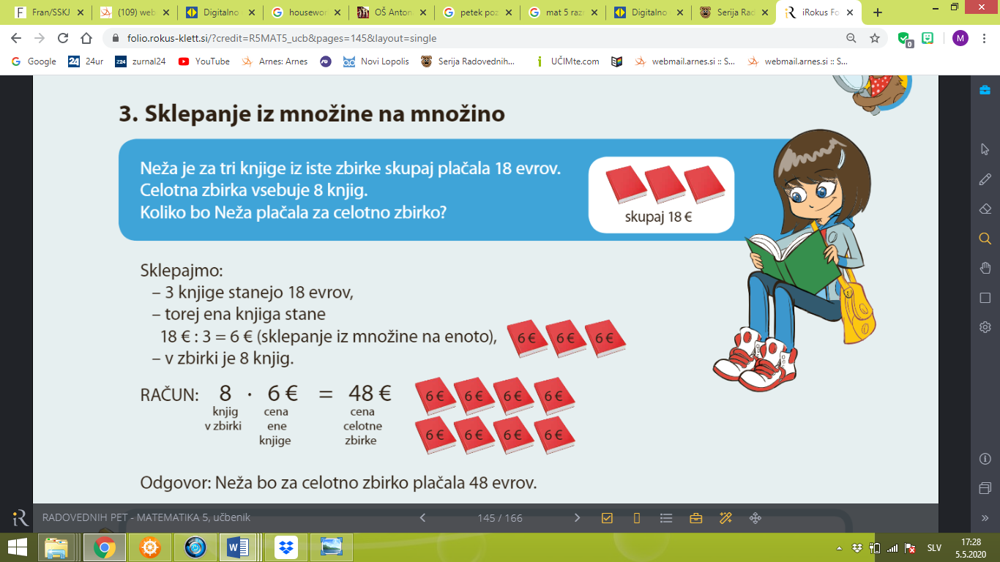 Fran/SSKJ
(109) web
Digitalno
housewor
OŠ Anton
petek poz
mat 5 raz
Digitalno
Serija Rad
iRokus Fo
folio.rokus-klett.si/?credit=R5MAT5_ucb&pages=145&layout=single
M
0
Google
24ur
zurnal24
YouTube
Arnes: Arnes
Novi Lopolis
Serija Radovednih...
UČIMte.com
webmail.arnes.si :: S...
webmail.arnes.si :: S...
3. Sklepanje iz množine na množino
Neža je za tri knjige iz iste zbirke skupaj plačala 18 evrov.
Celotna zbirka vsebuje 8 knjig.
Koliko bo Neža plačala za celotno zbirko?
skupaj 18 €
Sklepajmo:
– 3 knjige stanejo 18 evrov,
– torej ena knjiga stane
18 € : 3 = 6 € (sklepanje iz množine na enoto),
6 € 6 € 6 €
– v zbirki je 8 knjig.
RAČUN: 8 · 6 € = 48 €
knjig cena cena
v zbirki ene celotne
knjige zbirke
6 € 6 € 6 € 6 €
6 € 6 € 6 € 6 €
Odgovor: Neža bo za celotno zbirko plačala 48 evrov.
RADOVEDNIH PET - MATEMATIKA 5, učbenik
145 / 166
SLV
17:28
5.5.2020